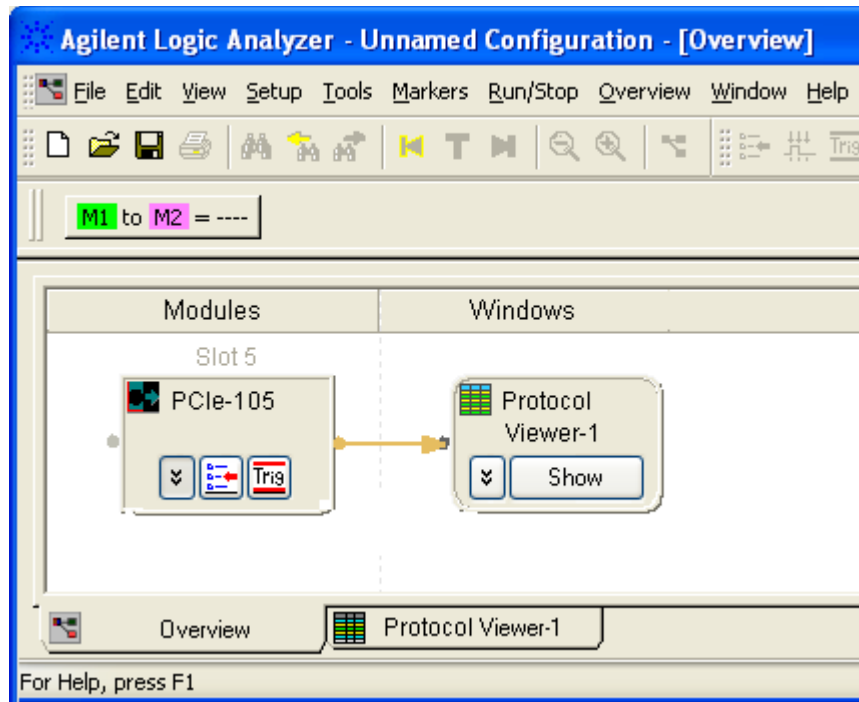 Agilent Logic Analyzer - Unnamed Configuration - [Overview]
File Edit View Setup Tools Markers Run/Stop Overview Window Help
T Trig
M1 to M2 = ----
Modules Windows
Slot 5
PCIe-105
Trig
Protocol
Viewer-1
Show
Overview Protocol Viewer-1
For Help, press F1